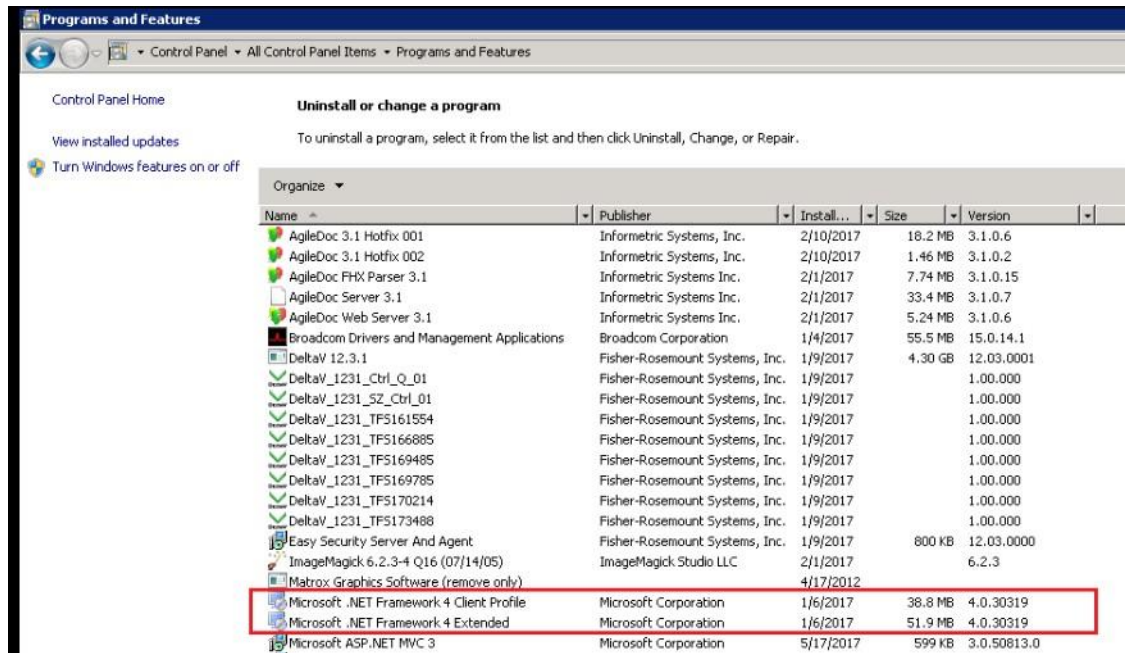 Programs and Features
Control Panel All Control Panel Items Programs and Features
Control Panel Home
Uninstall or change a program
View installed updates
To uninstall a program, select it from the list and then click Uninstall, Change, or Repair.
Turn Windows features on or off
Organize
Name Publisher Install... Size Version
AgileDoc 3.1 Hotfix 001 Informetric Systems, Inc. 2/10/2017 18.2 MB 3.1.0.6
AgileDoc 3.1 Hotfix 002 Informetric Systems, Inc. 2/10/2017 1.46 MB 3.1.0.2
AgileDoc FHX Parser 3.1 Informetric Systems Inc. 2/1/2017 7.74 MB 3.1.0.15
AgileDoc Server 3.1 Informetric Systems Inc. 2/1/2017 33.4 MB 3.1.0.7
AgileDoc Web Server 3.1 Informetric Systems Inc. 2/1/2017 5.24 MB 3.1.0.6
Broadcom Drivers and Management Applications Broadcom Corporation 1/4/2017 55.5 MB 15.0.14.1
DeltaV 12.3.1 Fisher-Rosemount Systems, Inc. 1/9/2017 4.30 GB 12.03.0001
DeltaV_1231_Ctrl_Q_01 Fisher-Rosemount Systems, Inc. 1/9/2017 1.00.000
DeltaV_1231_SZ_Ctrl_01 Fisher-Rosemount Systems, Inc. 1/9/2017 1.00.000
DeltaV_1231_TFS161554 Fisher-Rosemount Systems, Inc. 1/9/2017 1.00.000
DeltaV_1231_TFS166885 Fisher-Rosemount Systems, Inc. 1/9/2017 1.00.000
DeltaV_1231_TFS169485 Fisher-Rosemount Systems, Inc. 1/9/2017 1.00.000
DeltaV_1231_TFS169785 Fisher-Rosemount Systems, Inc. 1/9/2017 1.00.000
DeltaV_1231_TFS170214 Fisher-Rosemount Systems, Inc. 1/9/2017 1.00.000
DeltaV_1231_TFS173488 Fisher-Rosemount Systems, Inc. 1/9/2017 1.00.000
Easy Security Server And Agent Fisher-Rosemount Systems, Inc. 1/9/2017 800 KB 12.03.0000
ImageMagick 6.2.3-4 Q16 (07/14/05) ImageMagick Studio LLC 2/1/2017 6.2.3
Matrox Graphics Software (remove only) 4/17/2012
Microsoft .NET Framework 4 Client Profile Microsoft Corporation 1/6/2017 38.8 MB 4.0.30319
Microsoft .NET Framework 4 Extended Microsoft Corporation 1/6/2017 51.9 MB 4.0.30319
Microsoft ASP.NET MVC 3 Microsoft Corporation 5/17/2017 599 KB 3.0.50813.0